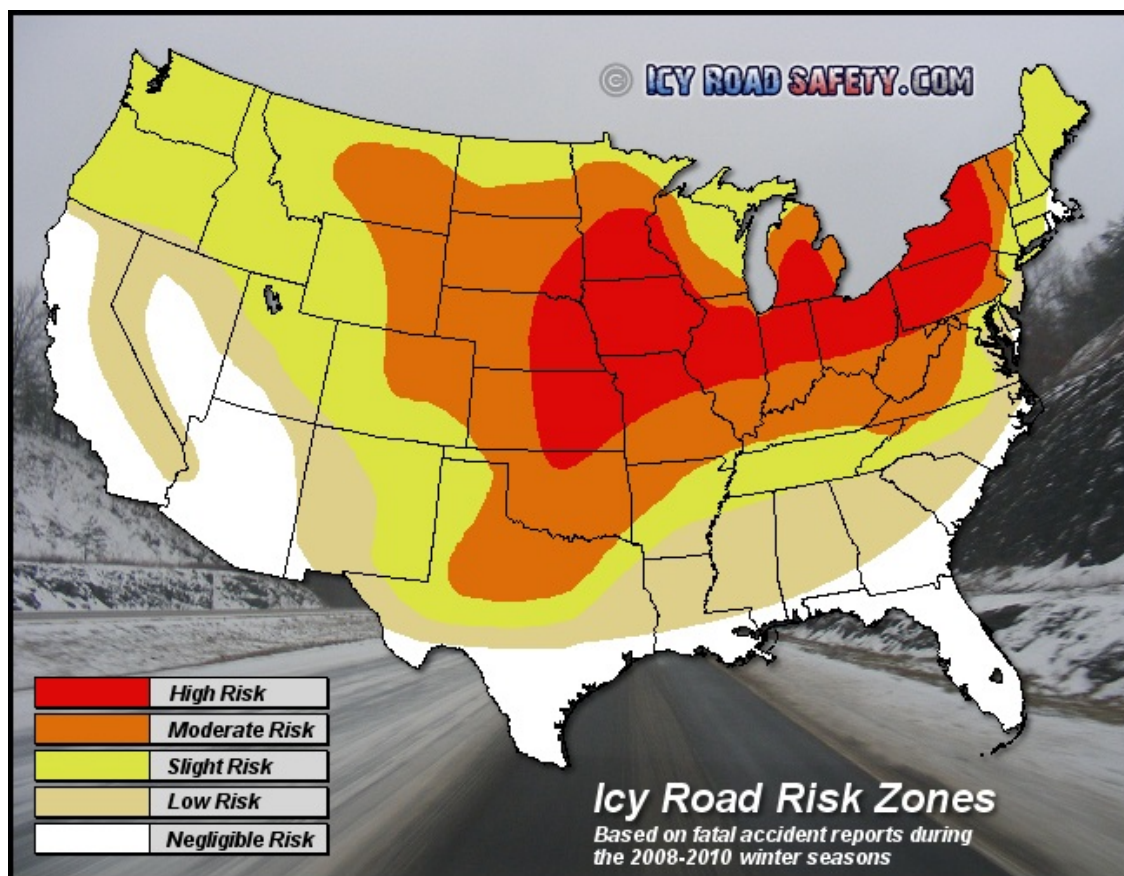 © ICY ROAD SAFETY.COM
High Risk
Moderate Risk
Slight Risk
Low Risk
Negligible Risk
Icy Road Risk Zones
Based on fatal accident reports during
the 2008-2010 winter seasons